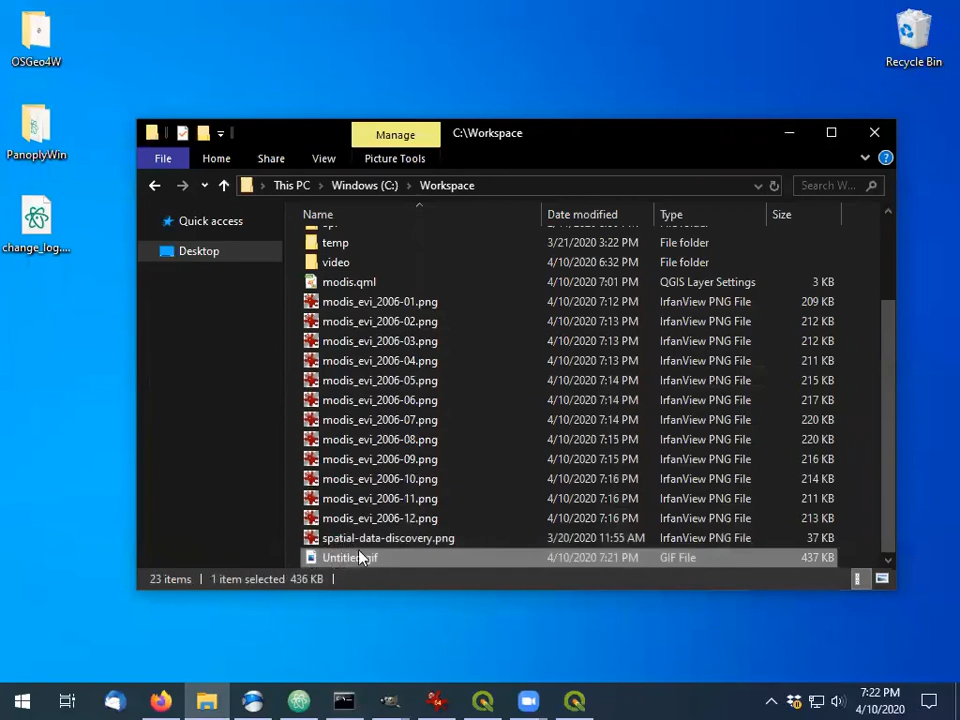 OSGeo4W
PanoplyWin
change_log....
Recycle Bin
Manage
C:\Workspace
File
Home
Share
View
Picture Tools
This PC
Windows (C:)
Workspace
Search W...
Quick access
Desktop
Name
Date modified
Type
Size
temp
3/21/2020 3:22 PM
File folder
video
4/10/2020 6:32 PM
File folder
modis.qml
4/10/2020 7:01 PM
QGIS Layer Settings
3 KB
modis_evi_2006-01.png
4/10/2020 7:12 PM
IrfanView PNG File
209 KB
modis_evi_2006-02.png
4/10/2020 7:13 PM
IrfanView PNG File
212 KB
modis_evi_2006-03.png
4/10/2020 7:13 PM
IrfanView PNG File
212 KB
modis_evi_2006-04.png
4/10/2020 7:13 PM
IrfanView PNG File
211 KB
modis_evi_2006-05.png
4/10/2020 7:14 PM
IrfanView PNG File
215 KB
modis_evi_2006-06.png
4/10/2020 7:14 PM
IrfanView PNG File
217 KB
modis_evi_2006-07.png
4/10/2020 7:14 PM
IrfanView PNG File
220 KB
modis_evi_2006-08.png
4/10/2020 7:15 PM
IrfanView PNG File
219 KB
modis_evi_2006-09.png
4/10/2020 7:15 PM
IrfanView PNG File
216 KB
modis_evi_2006-10.png
4/10/2020 7:16 PM
IrfanView PNG File
214 KB
modis_evi_2006-11.png
4/10/2020 7:16 PM
IrfanView PNG File
211 KB
modis_evi_2006-12.png
4/10/2020 7:16 PM
IrfanView PNG File
213 KB
spatial-data-discovery.png
3/20/2020 11:55 AM
IrfanView PNG File
37 KB
4/10/2020 7:21 PM
GIF File
437 KB
23 items
1 item selected 436 KB
64
7:22 PM
4/10/2020